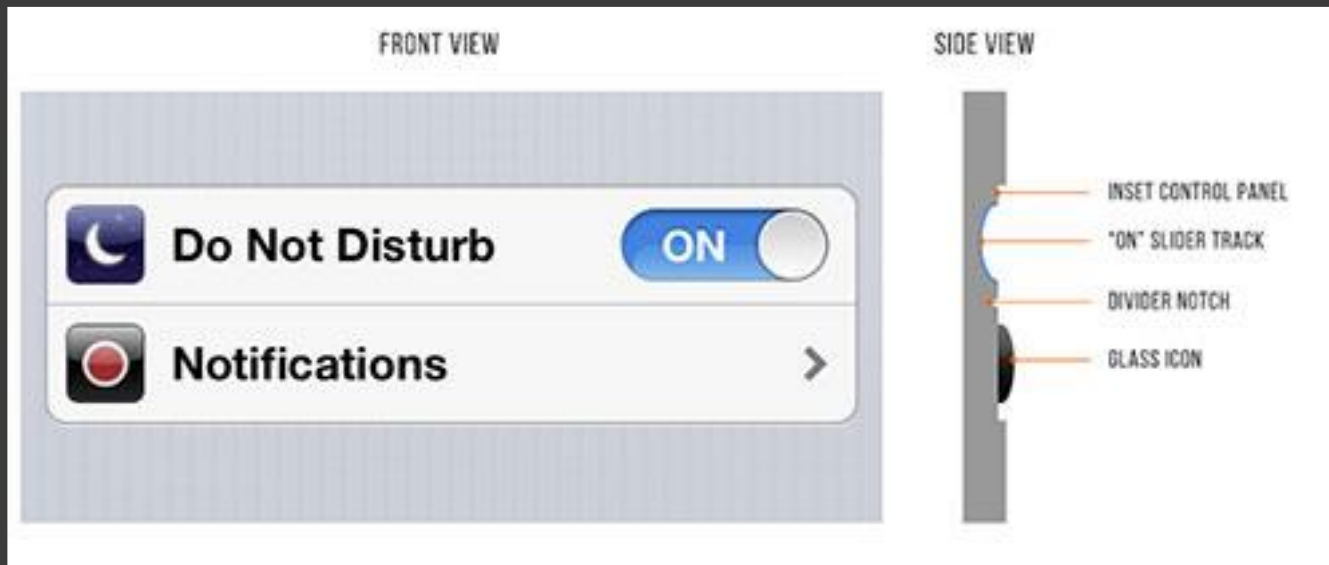 FRONT VIEW
SIDE VIEW
Do Not Disturb
ON
Notifications
INSET CONTROL PANEL
"ON" SLIDER TRACK
DIVIDER NOTCH
GLASS ICON